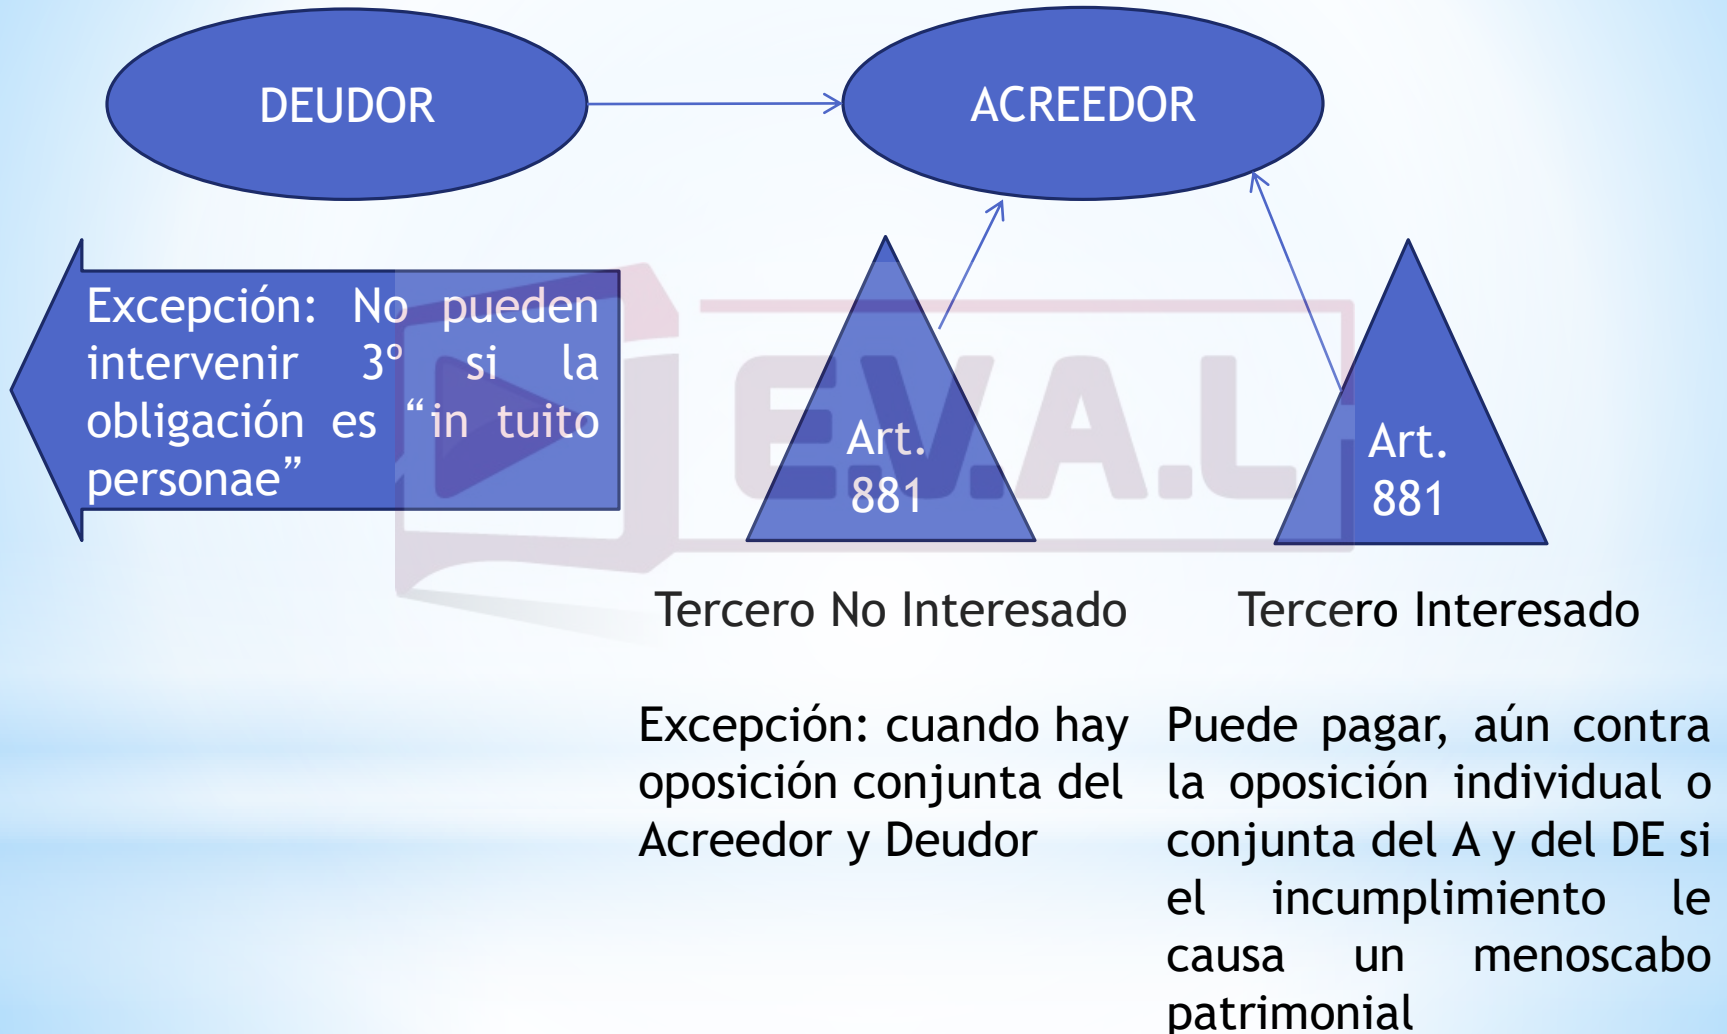 DEUDOR
ACREEDOR
Excepción: No pueden
intervenir 3º si la
obligación es “in tuito
personae”
Art.
881
Art.
881
E.V.A.L
Tercero No Interesado
Tercero Interesado
Excepción: cuando hay
oposición conjunta del
Acreedor y Deudor
Puede pagar, aún contra
la oposición individual o
conjunta del A y del DE si
el incumplimiento le
causa un menoscabo
patrimonial